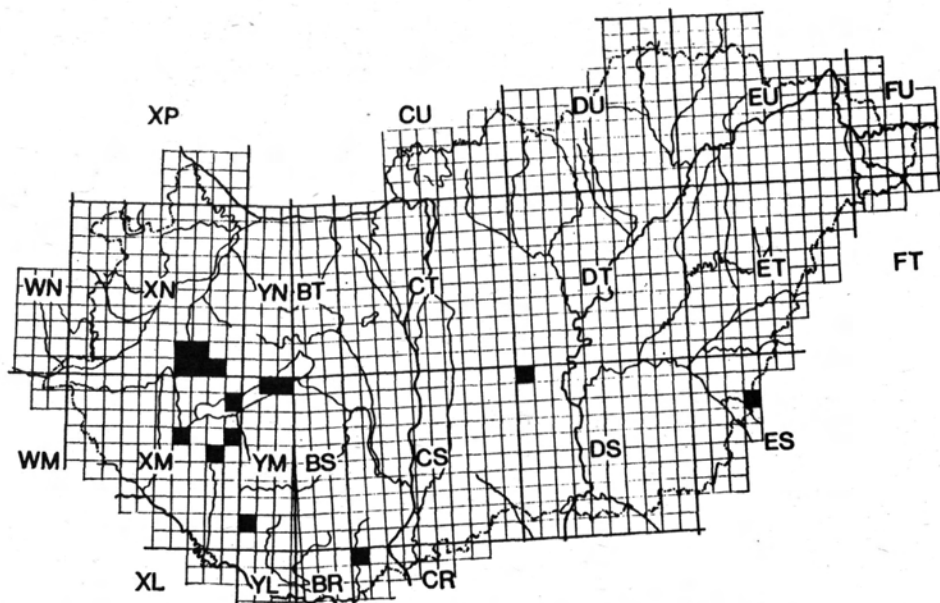 DU
EU
FU
XP
CU
WN
XN
YN BT
CT
DT
ET
FT
WM
XM
YM
BS
CS
DS
ES
XL
YL
BR
CR